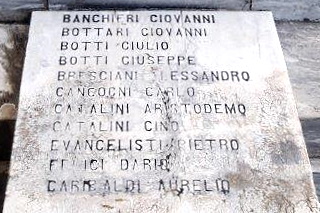 BANCHIERI GIOVANNI
BOTTARI GIOVANNI
BOTTI GIULIO
BOTTI GIUSEPPE
BRESCIANI ALESSANDRO
CANCOGNI CARLO
CATALINI ARISTODEMO
CATALINI CINO
EVANGELISTI PIETRO
FELICI DARIO
GARIBALDI AURELIO